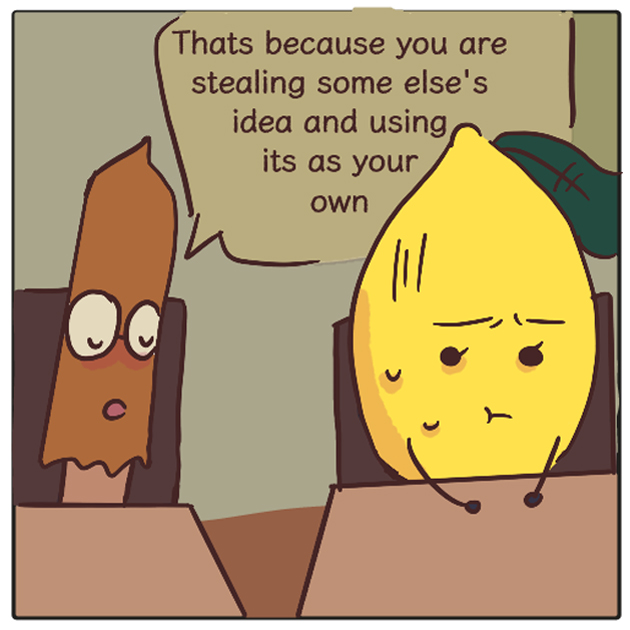 Thats because you are
stealing some else's
idea and using
its as your
own